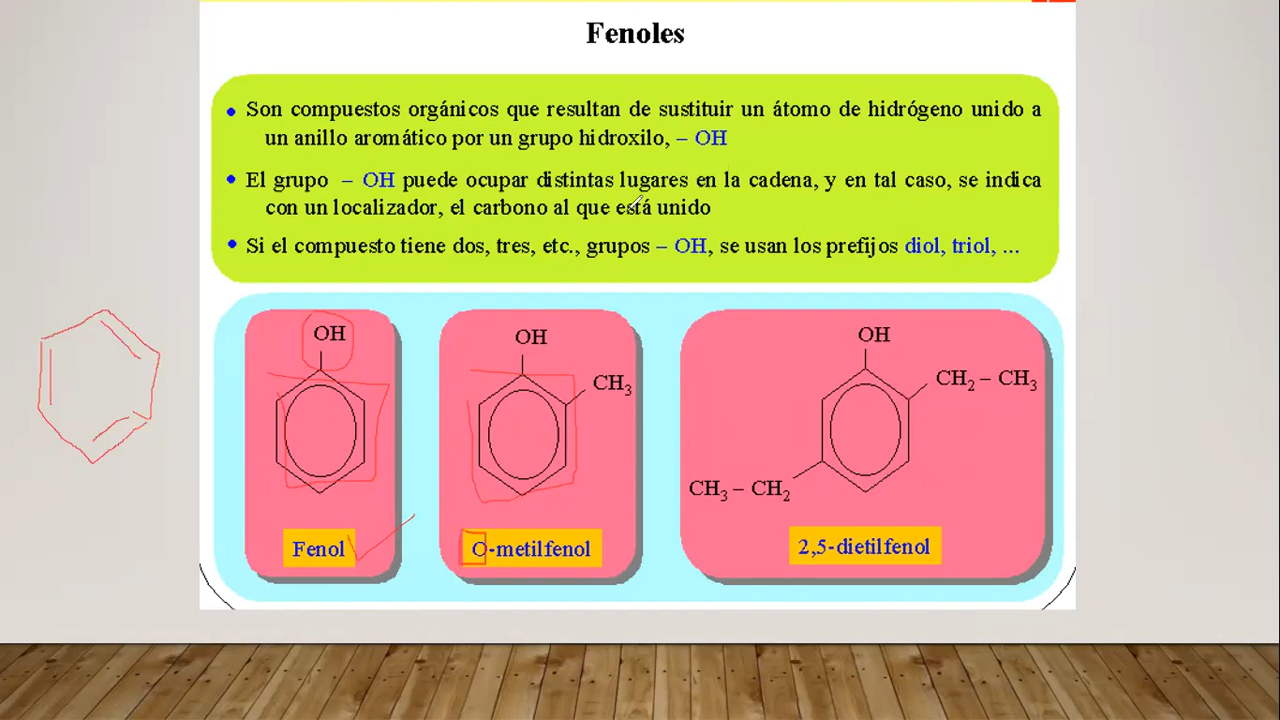 Fenoles
• Son compuestos orgánicos que resultan de sustituir un átomo de hidrógeno unido a
un anillo aromático por un grupo hidroxilo, – OH
• El grupo – OH puede ocupar distintas lugares en la cadena, y en tal caso, se indica
con un localizador, el carbono al que está unido
• Si el compuesto tiene dos, tres, etc., grupos – OH, se usan los prefijos diol, triol, ...
OH
OH
CH3
OH
CH2 – CH3
CH3 – CH2
Fenol
O-metilfenol
2,5-dietilfenol